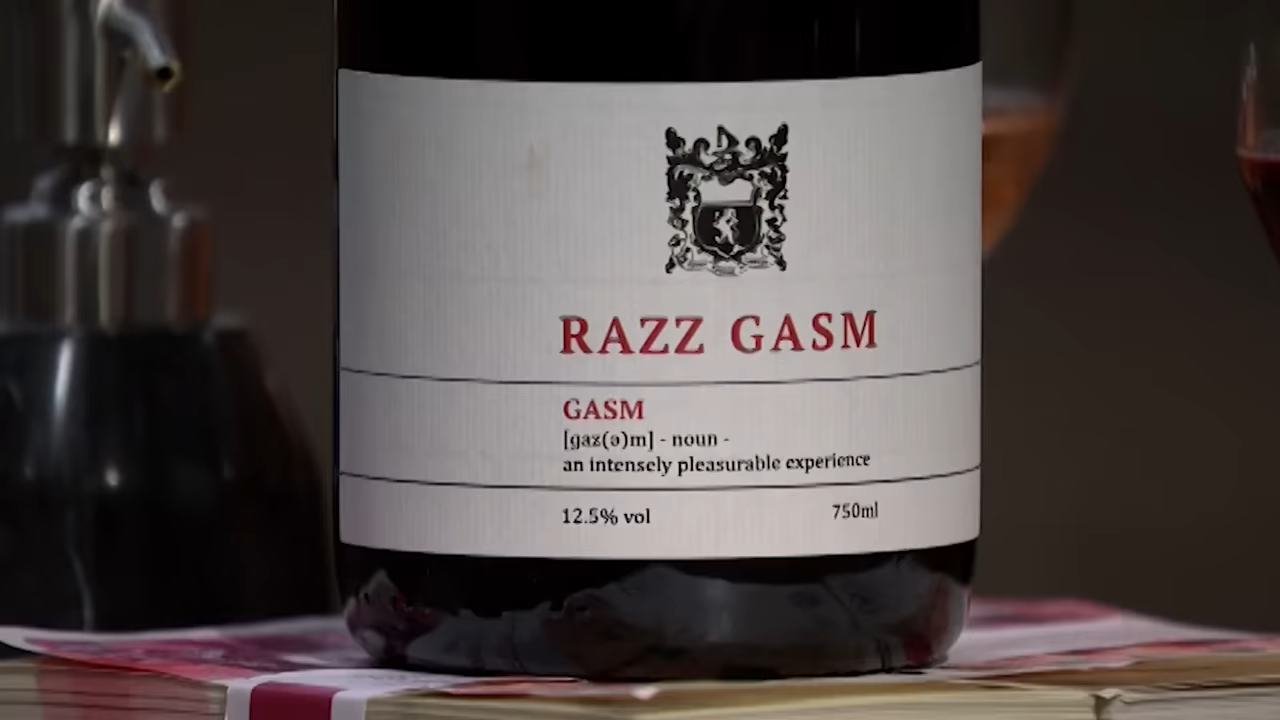 RAZZ GASM
GASM
[gaz(ə)m] - noun -
an intensely pleasurable experience
12.5% vol 750ml